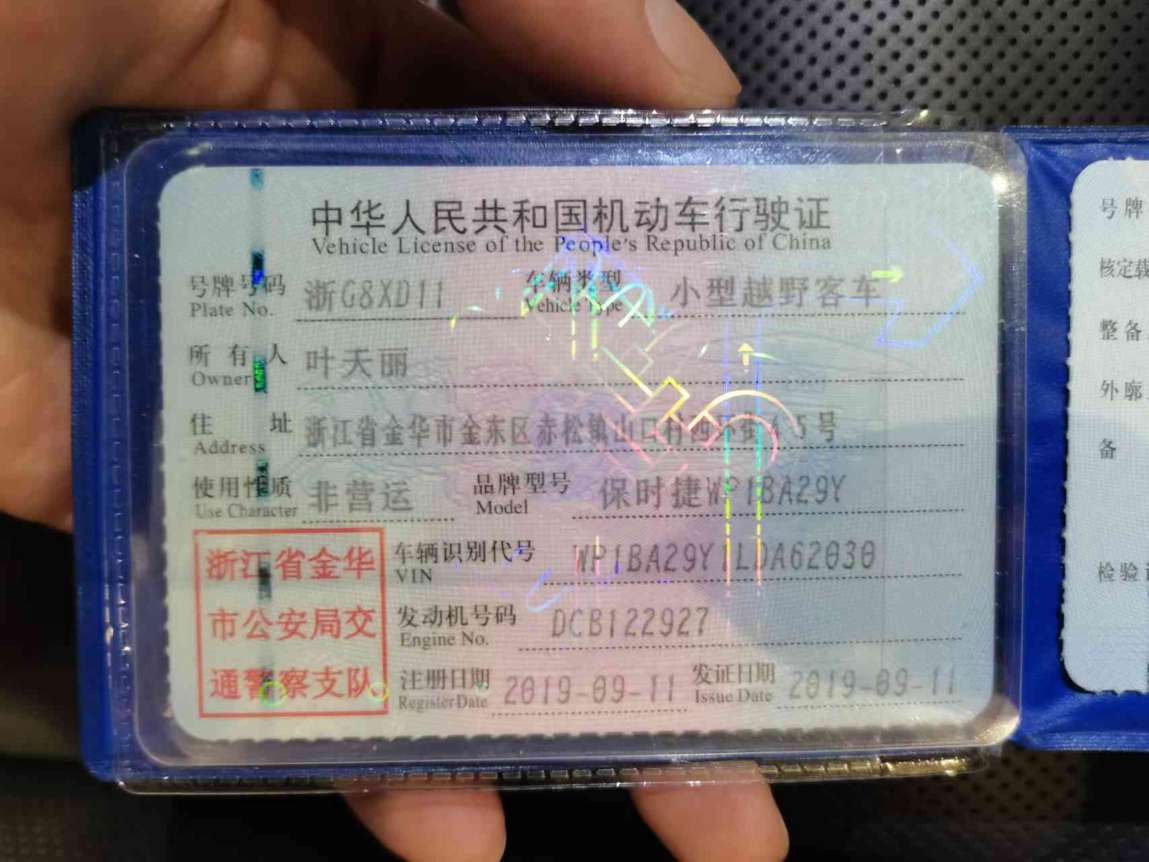 中华人民共和国机动车行驶证
Vehicle License of the People's Republic of China
号牌号码 浙G8XD11 车辆类型 小型越野客车
Plate No. Vehicle Type
所有人 叶天丽
Owner
住址 浙江省金华市金东区赤松镇山口村西环街45号
Address
使用性质 非营运 品牌型号 保时捷WP1BA29Y
Use Character Model
浙江省金华
市公安局交
通警察支队
车辆识别代号 WP1BA29Y1LDA62030
VIN
发动机号码 DCB122927
Engine No.
注册日期 2019-09-11 发证日期 2019-09-11
Register Date Issue Date
号牌
核定载
整备
外廓
备
检验